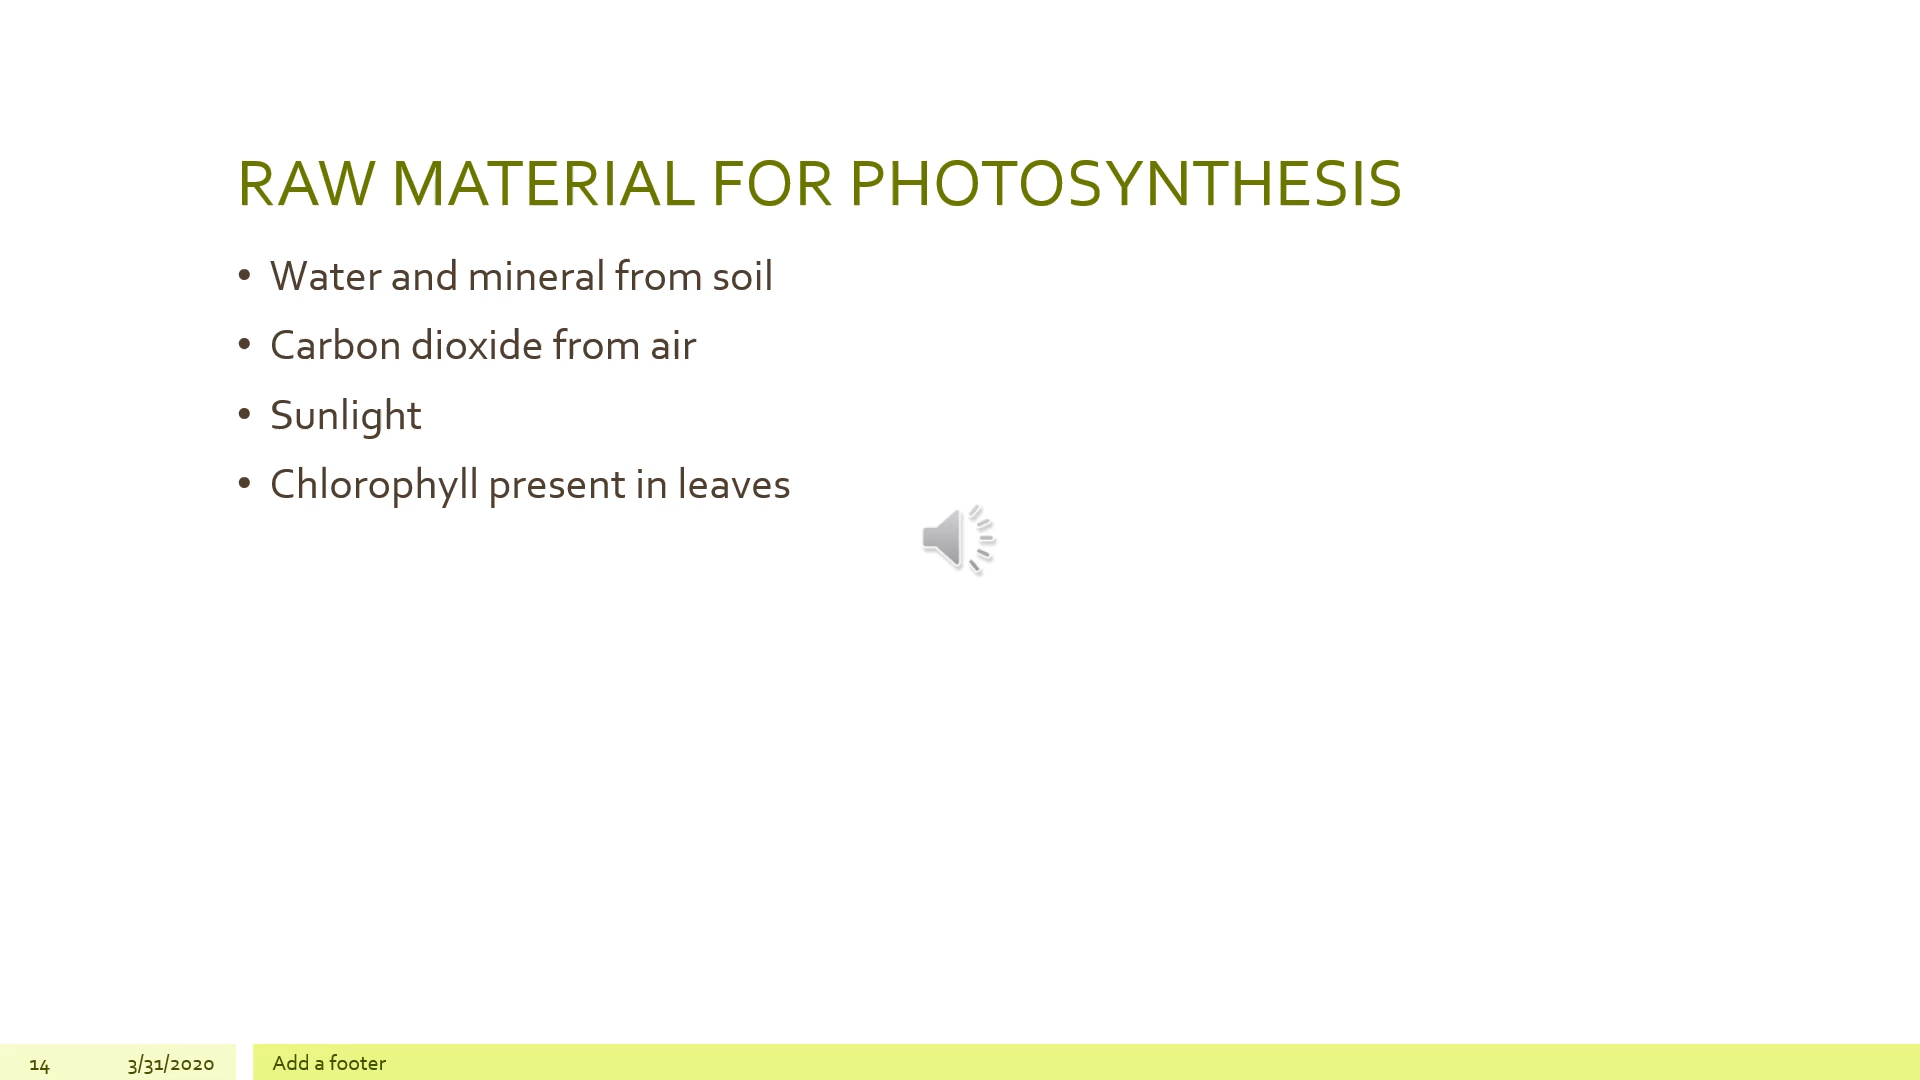 RAW MATERIAL FOR PHOTOSYNTHESIS
• Water and mineral from soil
• Carbon dioxide from air
• Sunlight
• Chlorophyll present in leaves
14 3/31/2020 Add a footer